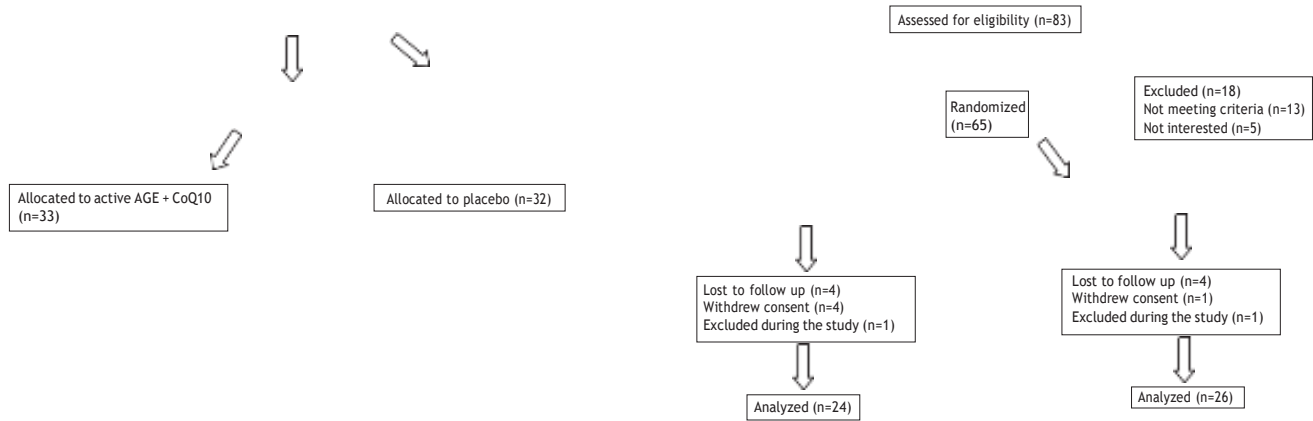 Assessed for eligibility (n=83)
Excluded (n=18)
Not meeting criteria (n=13)
Not interested (n=5)
Randomized
(n=65)
Allocated to active AGE + CoQ10
(n=33)
Allocated to placebo (n=32)
Lost to follow up (n=4)
Withdrew consent (n=4)
Excluded during the study (n=1)
Lost to follow up (n=4)
Withdrew consent (n=1)
Excluded during the study (n=1)
Analyzed (n=24)
Analyzed (n=26)